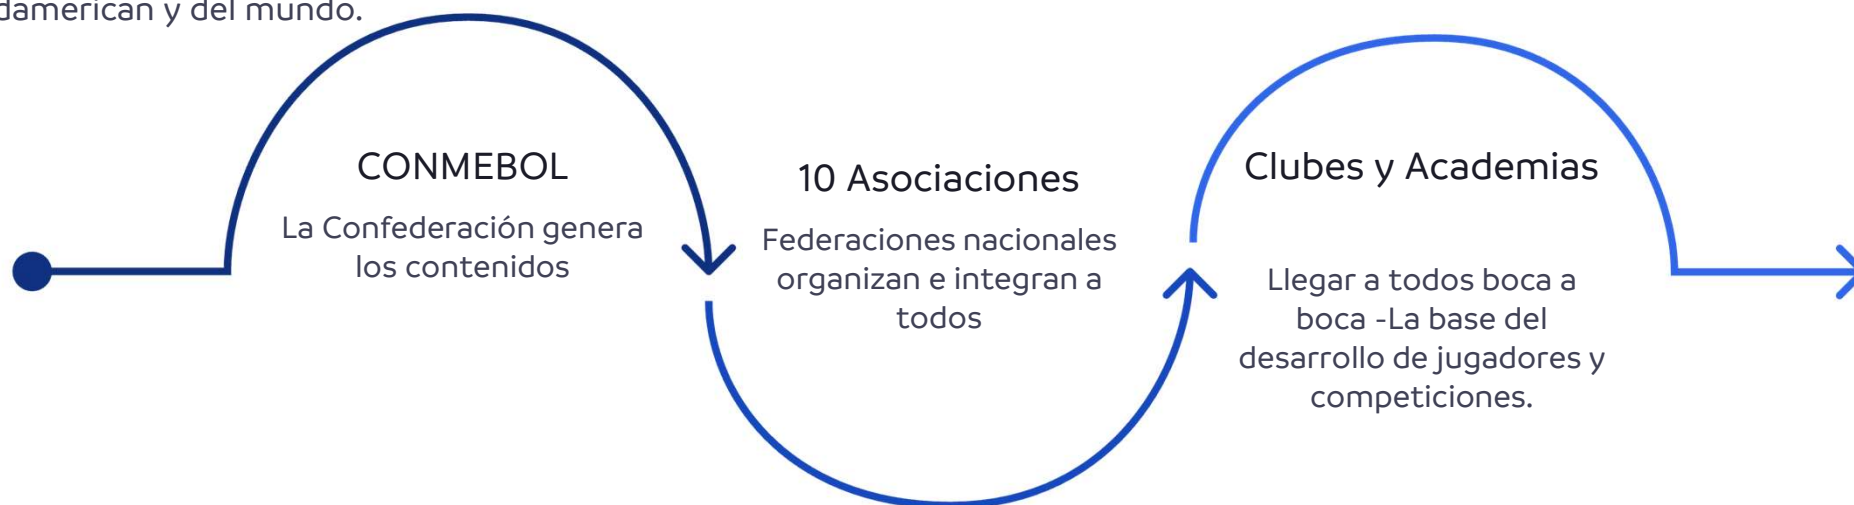 damerican y del mundo.
CONMEBOL
La Confederación genera
los contenidos
10 Asociaciones
Federaciones nacionales
organizan e integran a
todos
Clubes y Academias
Llegar a todos boca a
boca -La base del
desarrollo de jugadores y
competiciones.